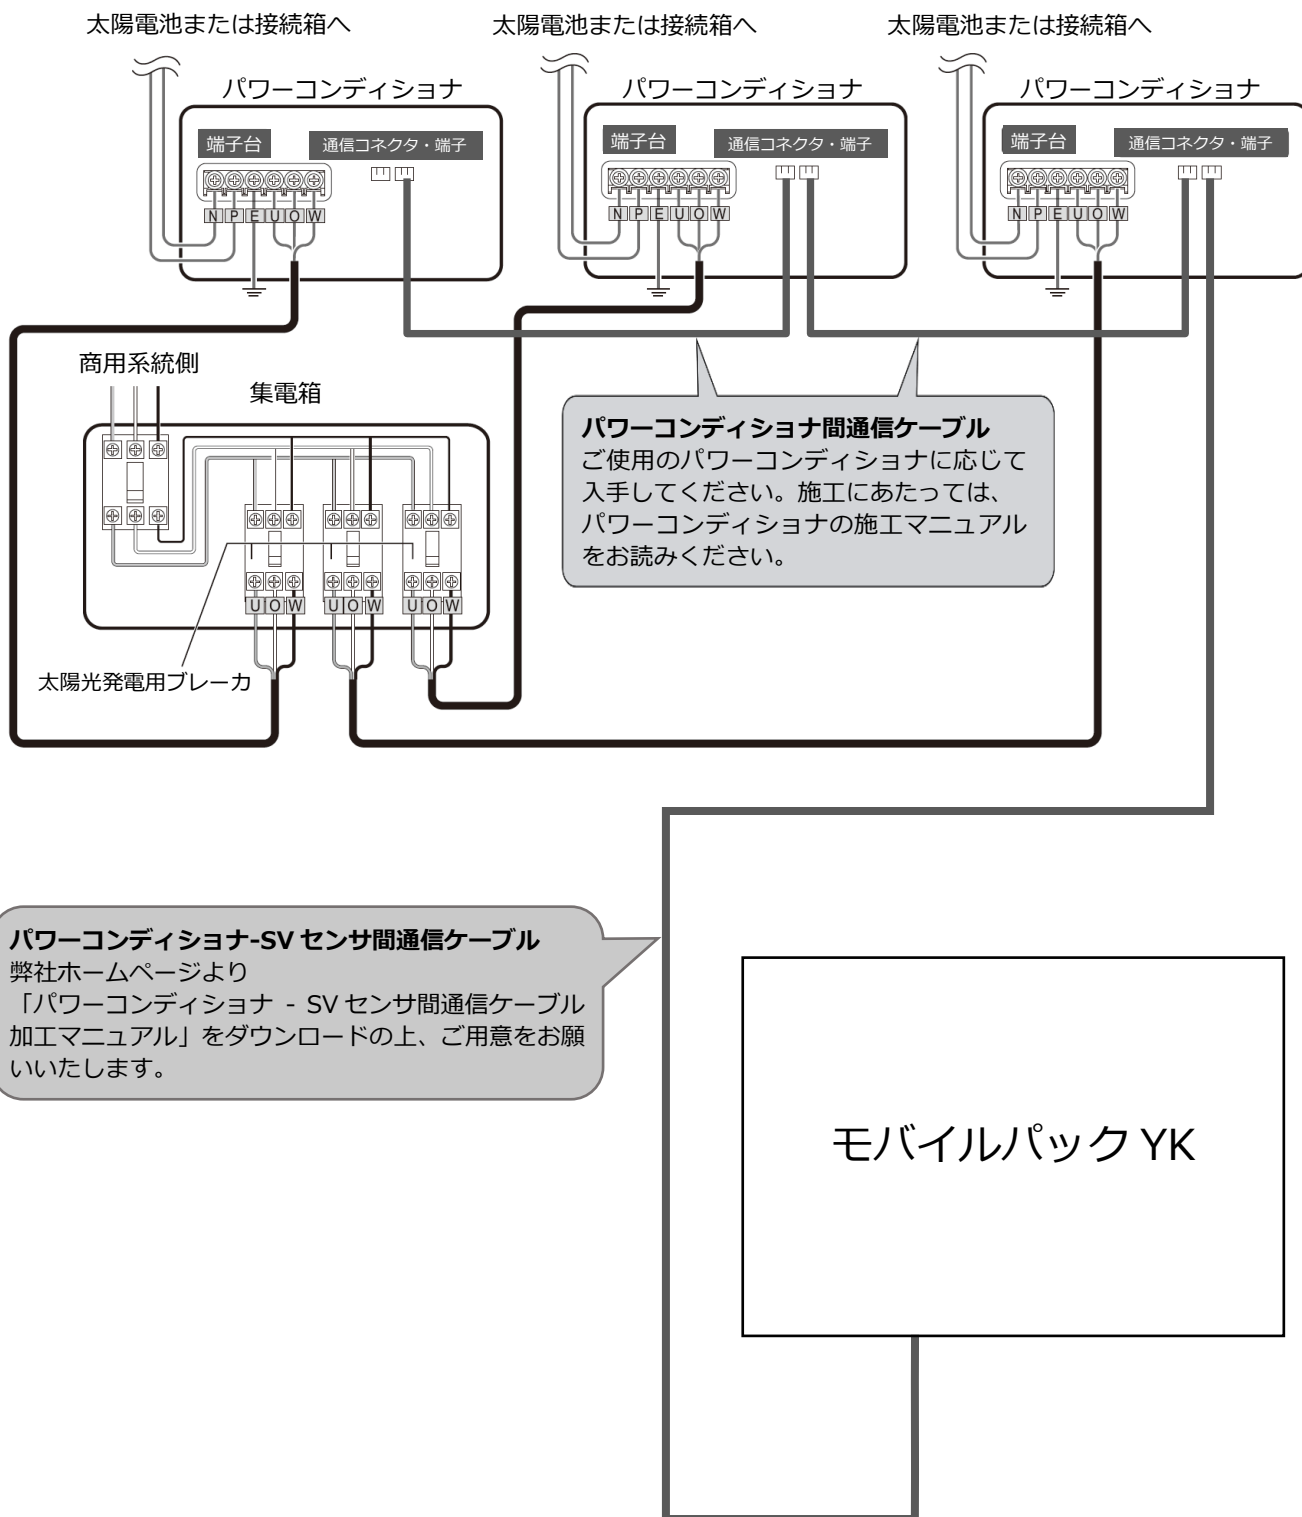 太陽電池または接続箱へ
太陽電池または接続箱へ
太陽電池または接続箱へ
パワーコンディショナ
パワーコンディショナ
パワーコンディショナ
端子台
通信コネクタ・端子
端子台
通信コネクタ・端子
端子台
通信コネクタ・端子
N P E U O W
N P E U O W
N P E U O W
商用系統側
集電箱
パワーコンディショナ間通信ケーブル
ご使用のパワーコンディショナに応じて
入手してください。施工にあたっては、
パワーコンディショナの施工マニュアル
をお読みください。
U O W
U O W
U O W
太陽光発電用ブレーカ
パワーコンディショナ-SV センサ間通信ケーブル
弊社ホームページより
「パワーコンディショナ - SV センサ間通信ケーブル
加工マニュアル」をダウンロードの上、ご用意をお願
いいたします。
モバイルパック YK